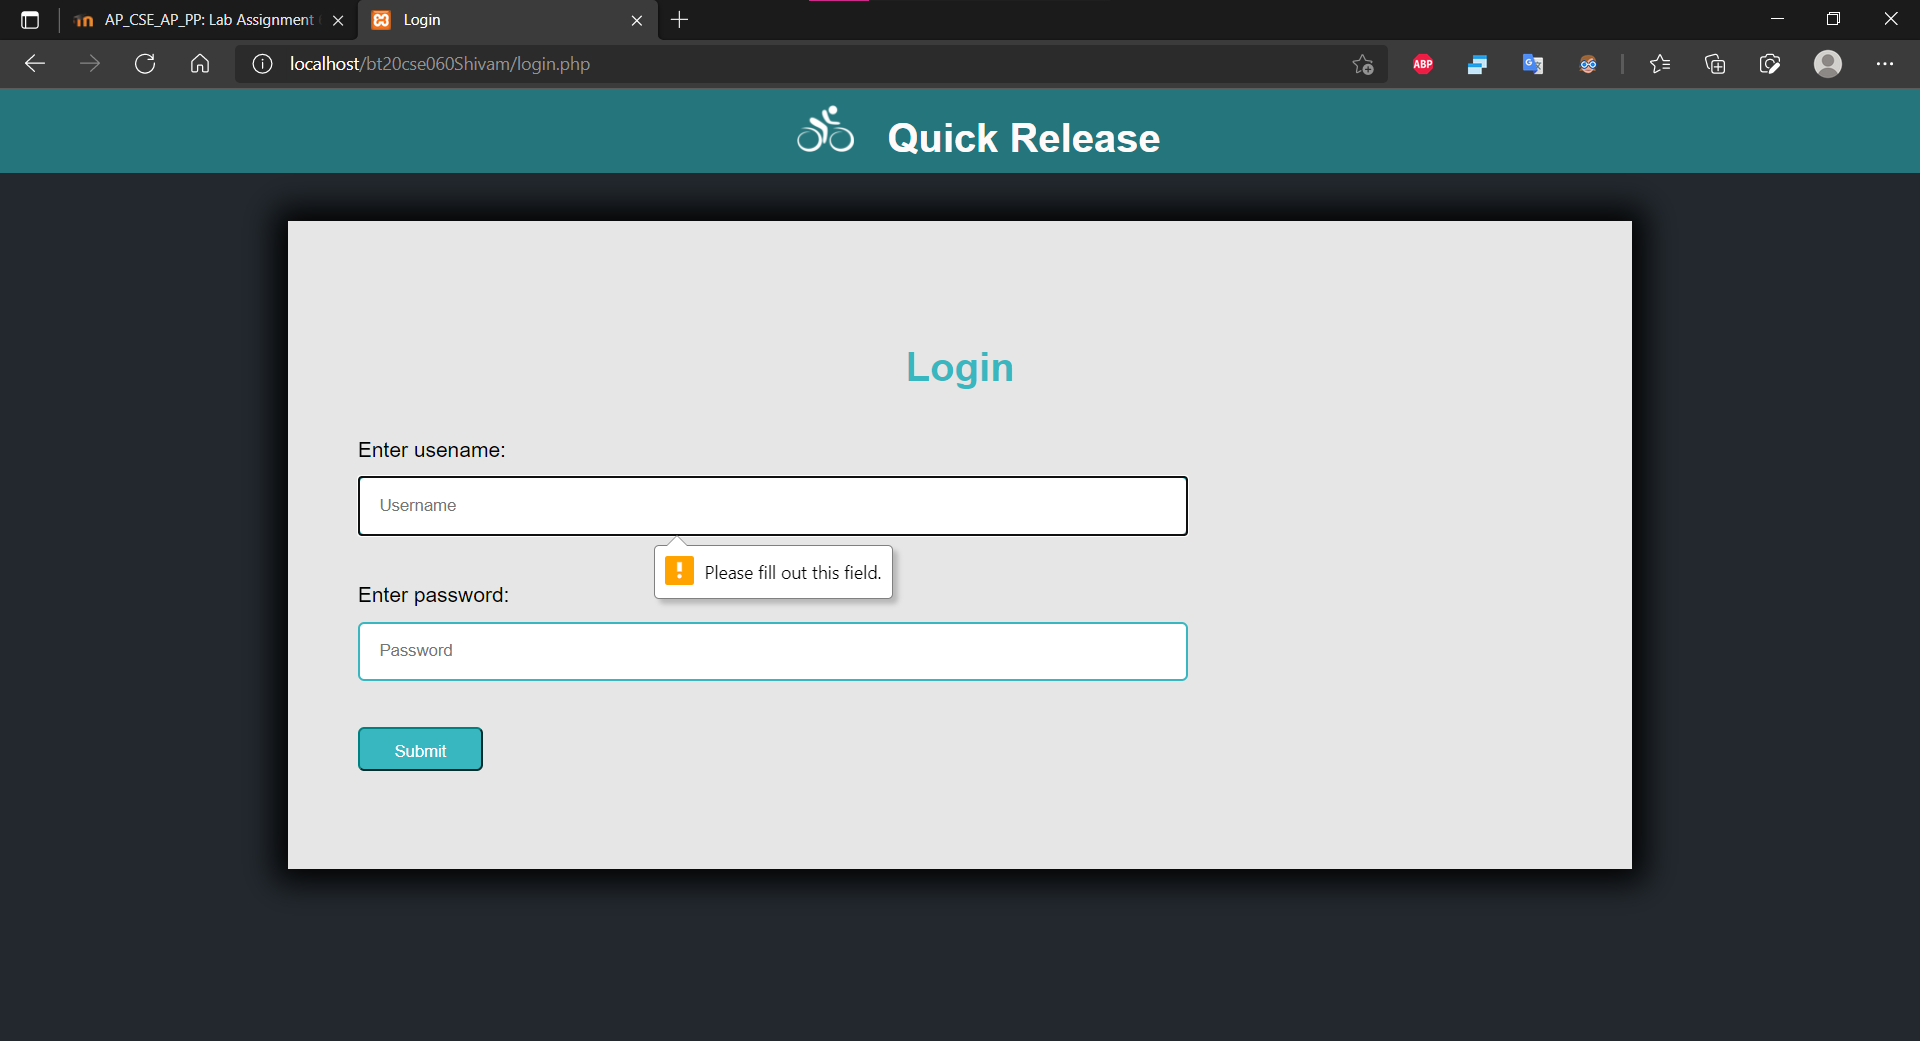 AP_CSE_AP_PP: Lab Assignment
Login
localhost/bt20cse060Shivam/login.php
ABP
Quick Release
Login
Enter usename:
Username
Please fill out this field.
Enter password:
Password
Submit